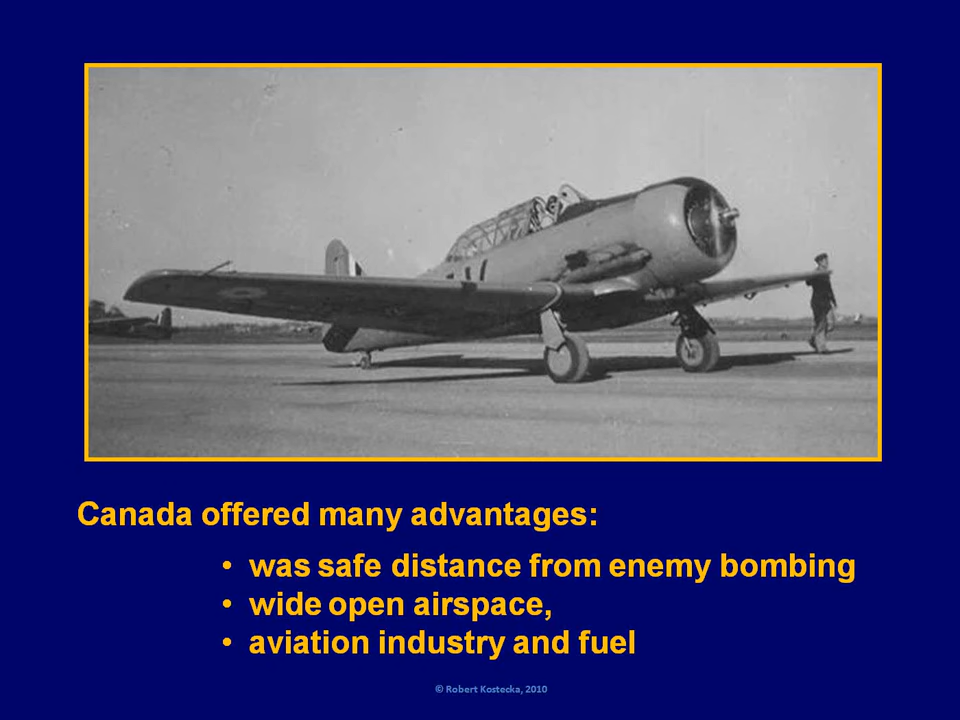 Canada offered many advantages:
• was safe distance from enemy bombing
• wide open airspace,
• aviation industry and fuel
© Robert Kostecka, 2010